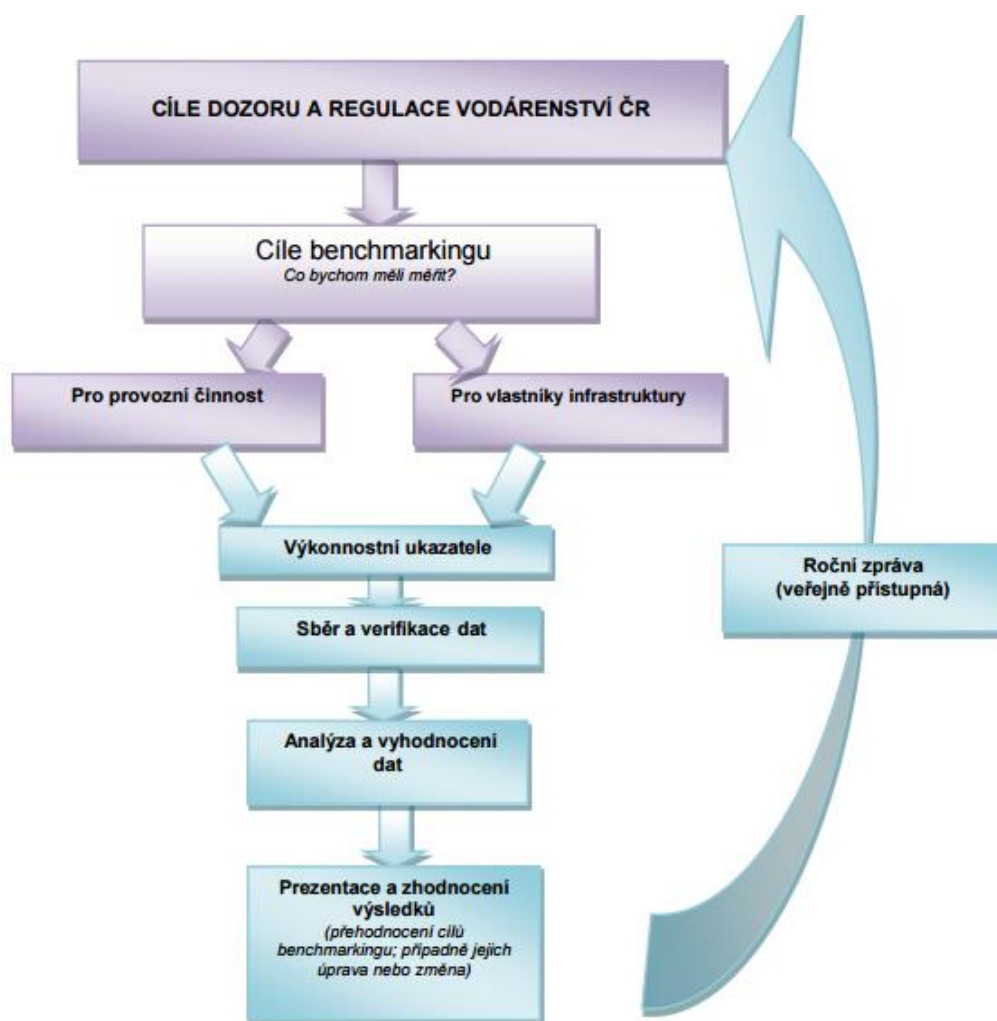 CÍLE DOZORU A REGULACE VODÁRENSTVÍ ČR
Cíle benchmarkingu
Co bychom měli měřit?
Pro provozní činnost
Pro vlastníky infrastruktury
Výkonnostní ukazatele
Roční zpráva
(veřejně přístupná)
Sběr a verifikace dat
Analýza a vyhodnocení
dat
Prezentace a zhodnocení
výsledků
(přehodnocení cílů
benchmarkingu; případně jejich
úprava nebo změna)